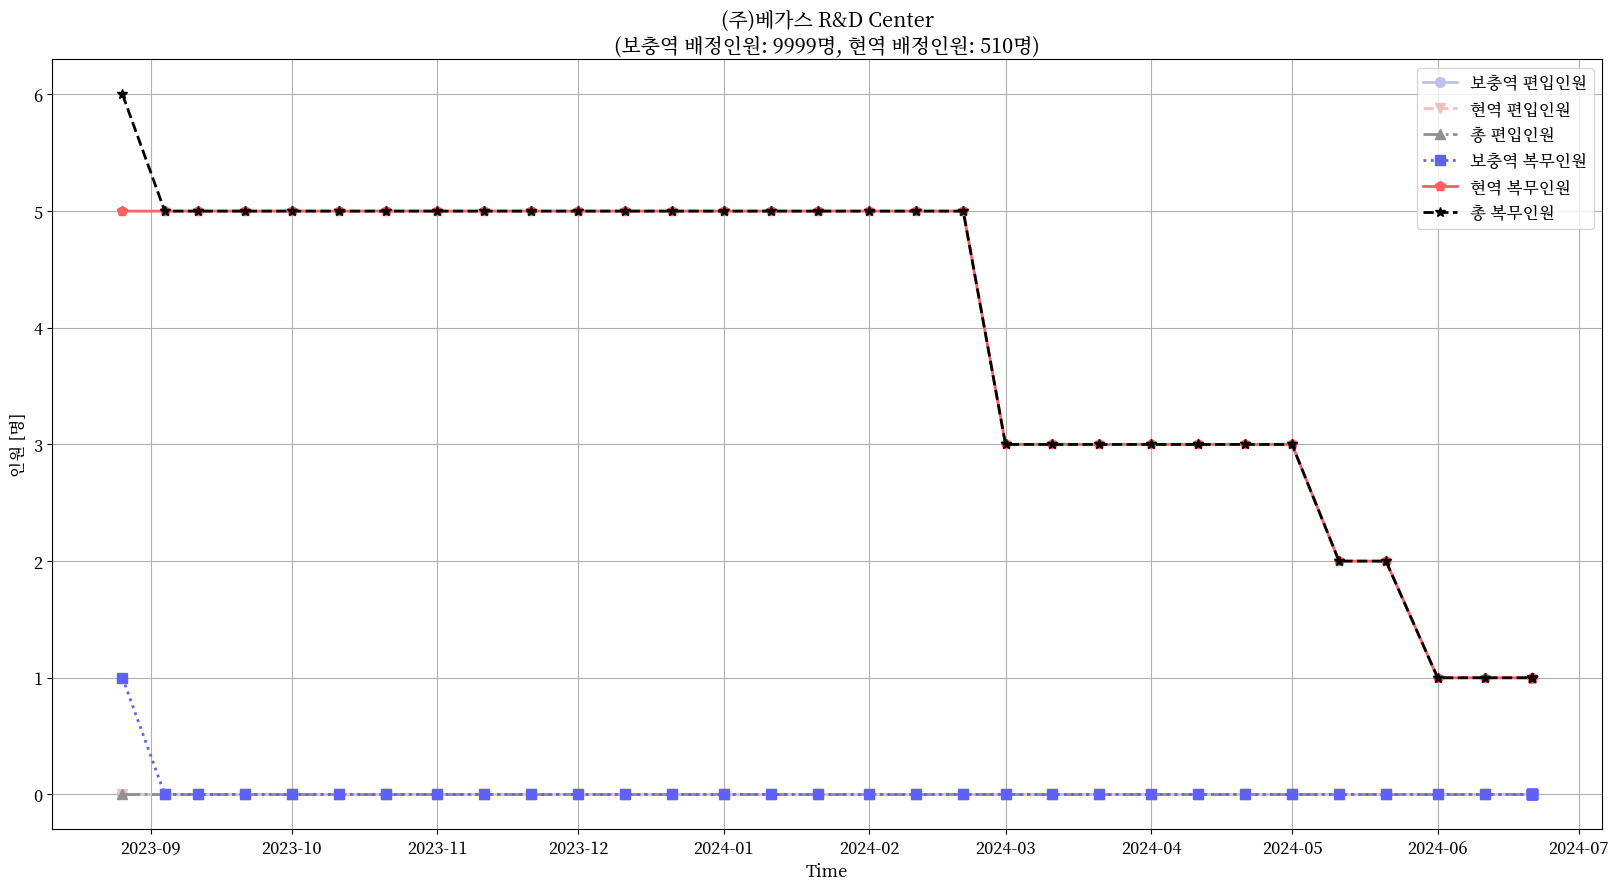 (주)베가스 R&D Center
(보충역 배정인원: 9999명, 현역 배정인원: 510명)
보충역 편입인원
현역 편입인원
총 편입인원
보충역 복무인원
현역 복무인원
총 복무인원
인원 [명]
6
5
4
3
2
1
0
2023-09
2023-10
2023-11
2023-12
2024-01
2024-02
2024-03
2024-04
2024-05
2024-06
2024-07
Time